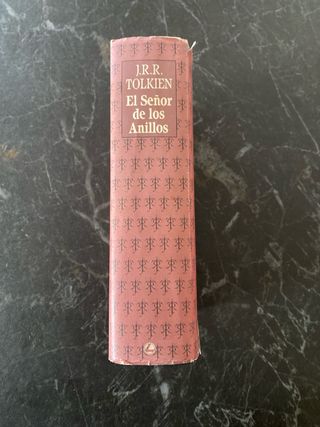 J.R.R.
TOLKIEN
El Señor
de los
Anillos